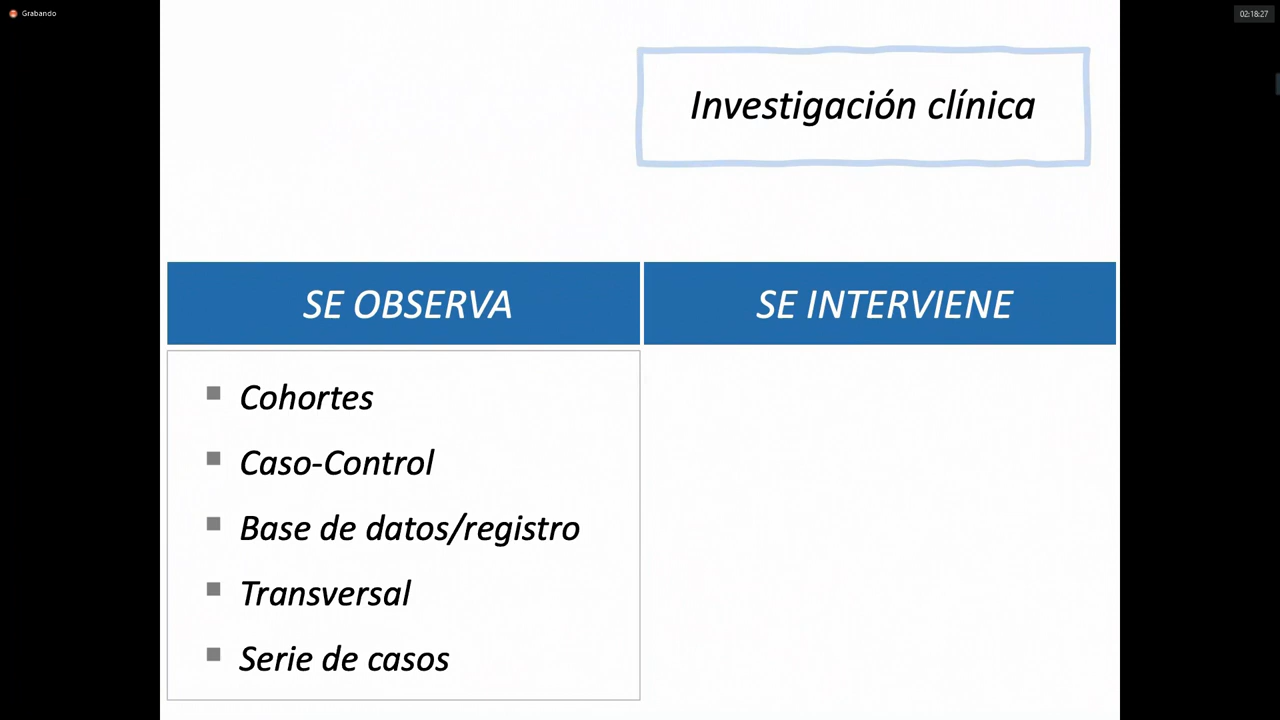 Grabando
02:18:27
Investigación clínica
SE OBSERVA
SE INTERVIENE
Cohortes
Caso-Control
Base de datos/registro
Transversal
Serie de casos